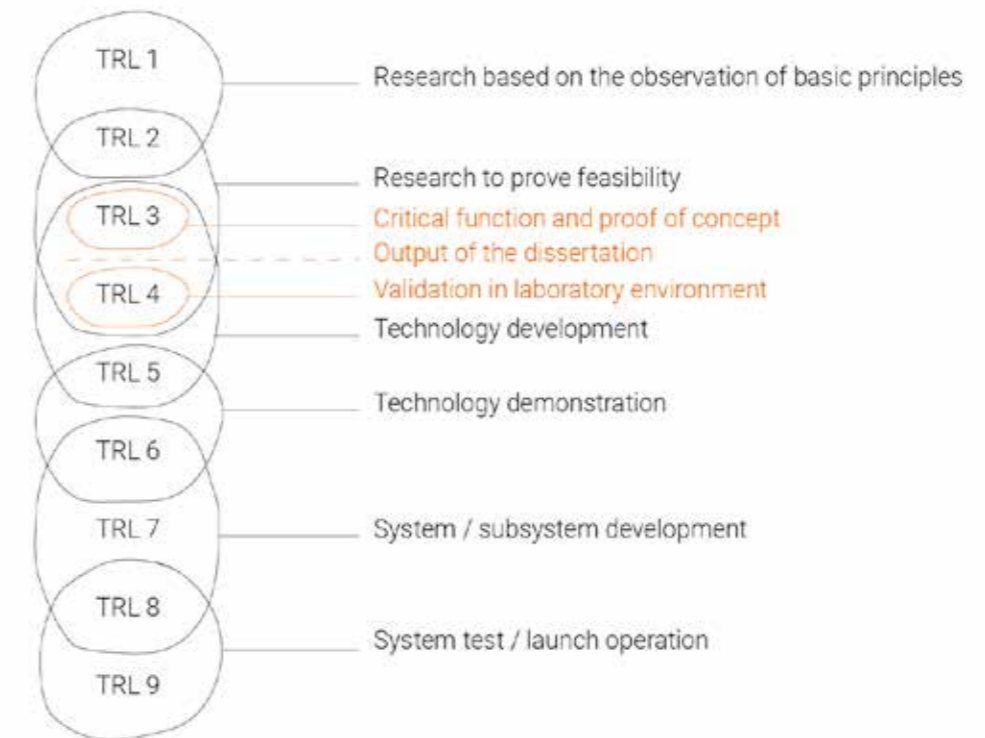 TRL 1
Research based on the observation of basic principles
TRL 2
Research to prove feasibility
TRL 3
Critical function and proof of concept
Output of the dissertation
TRL 4
Validation in laboratory environment
Technology development
TRL 5
Technology demonstration
TRL 6
TRL 7
System / subsystem development
TRL 8
System test / launch operation
TRL 9